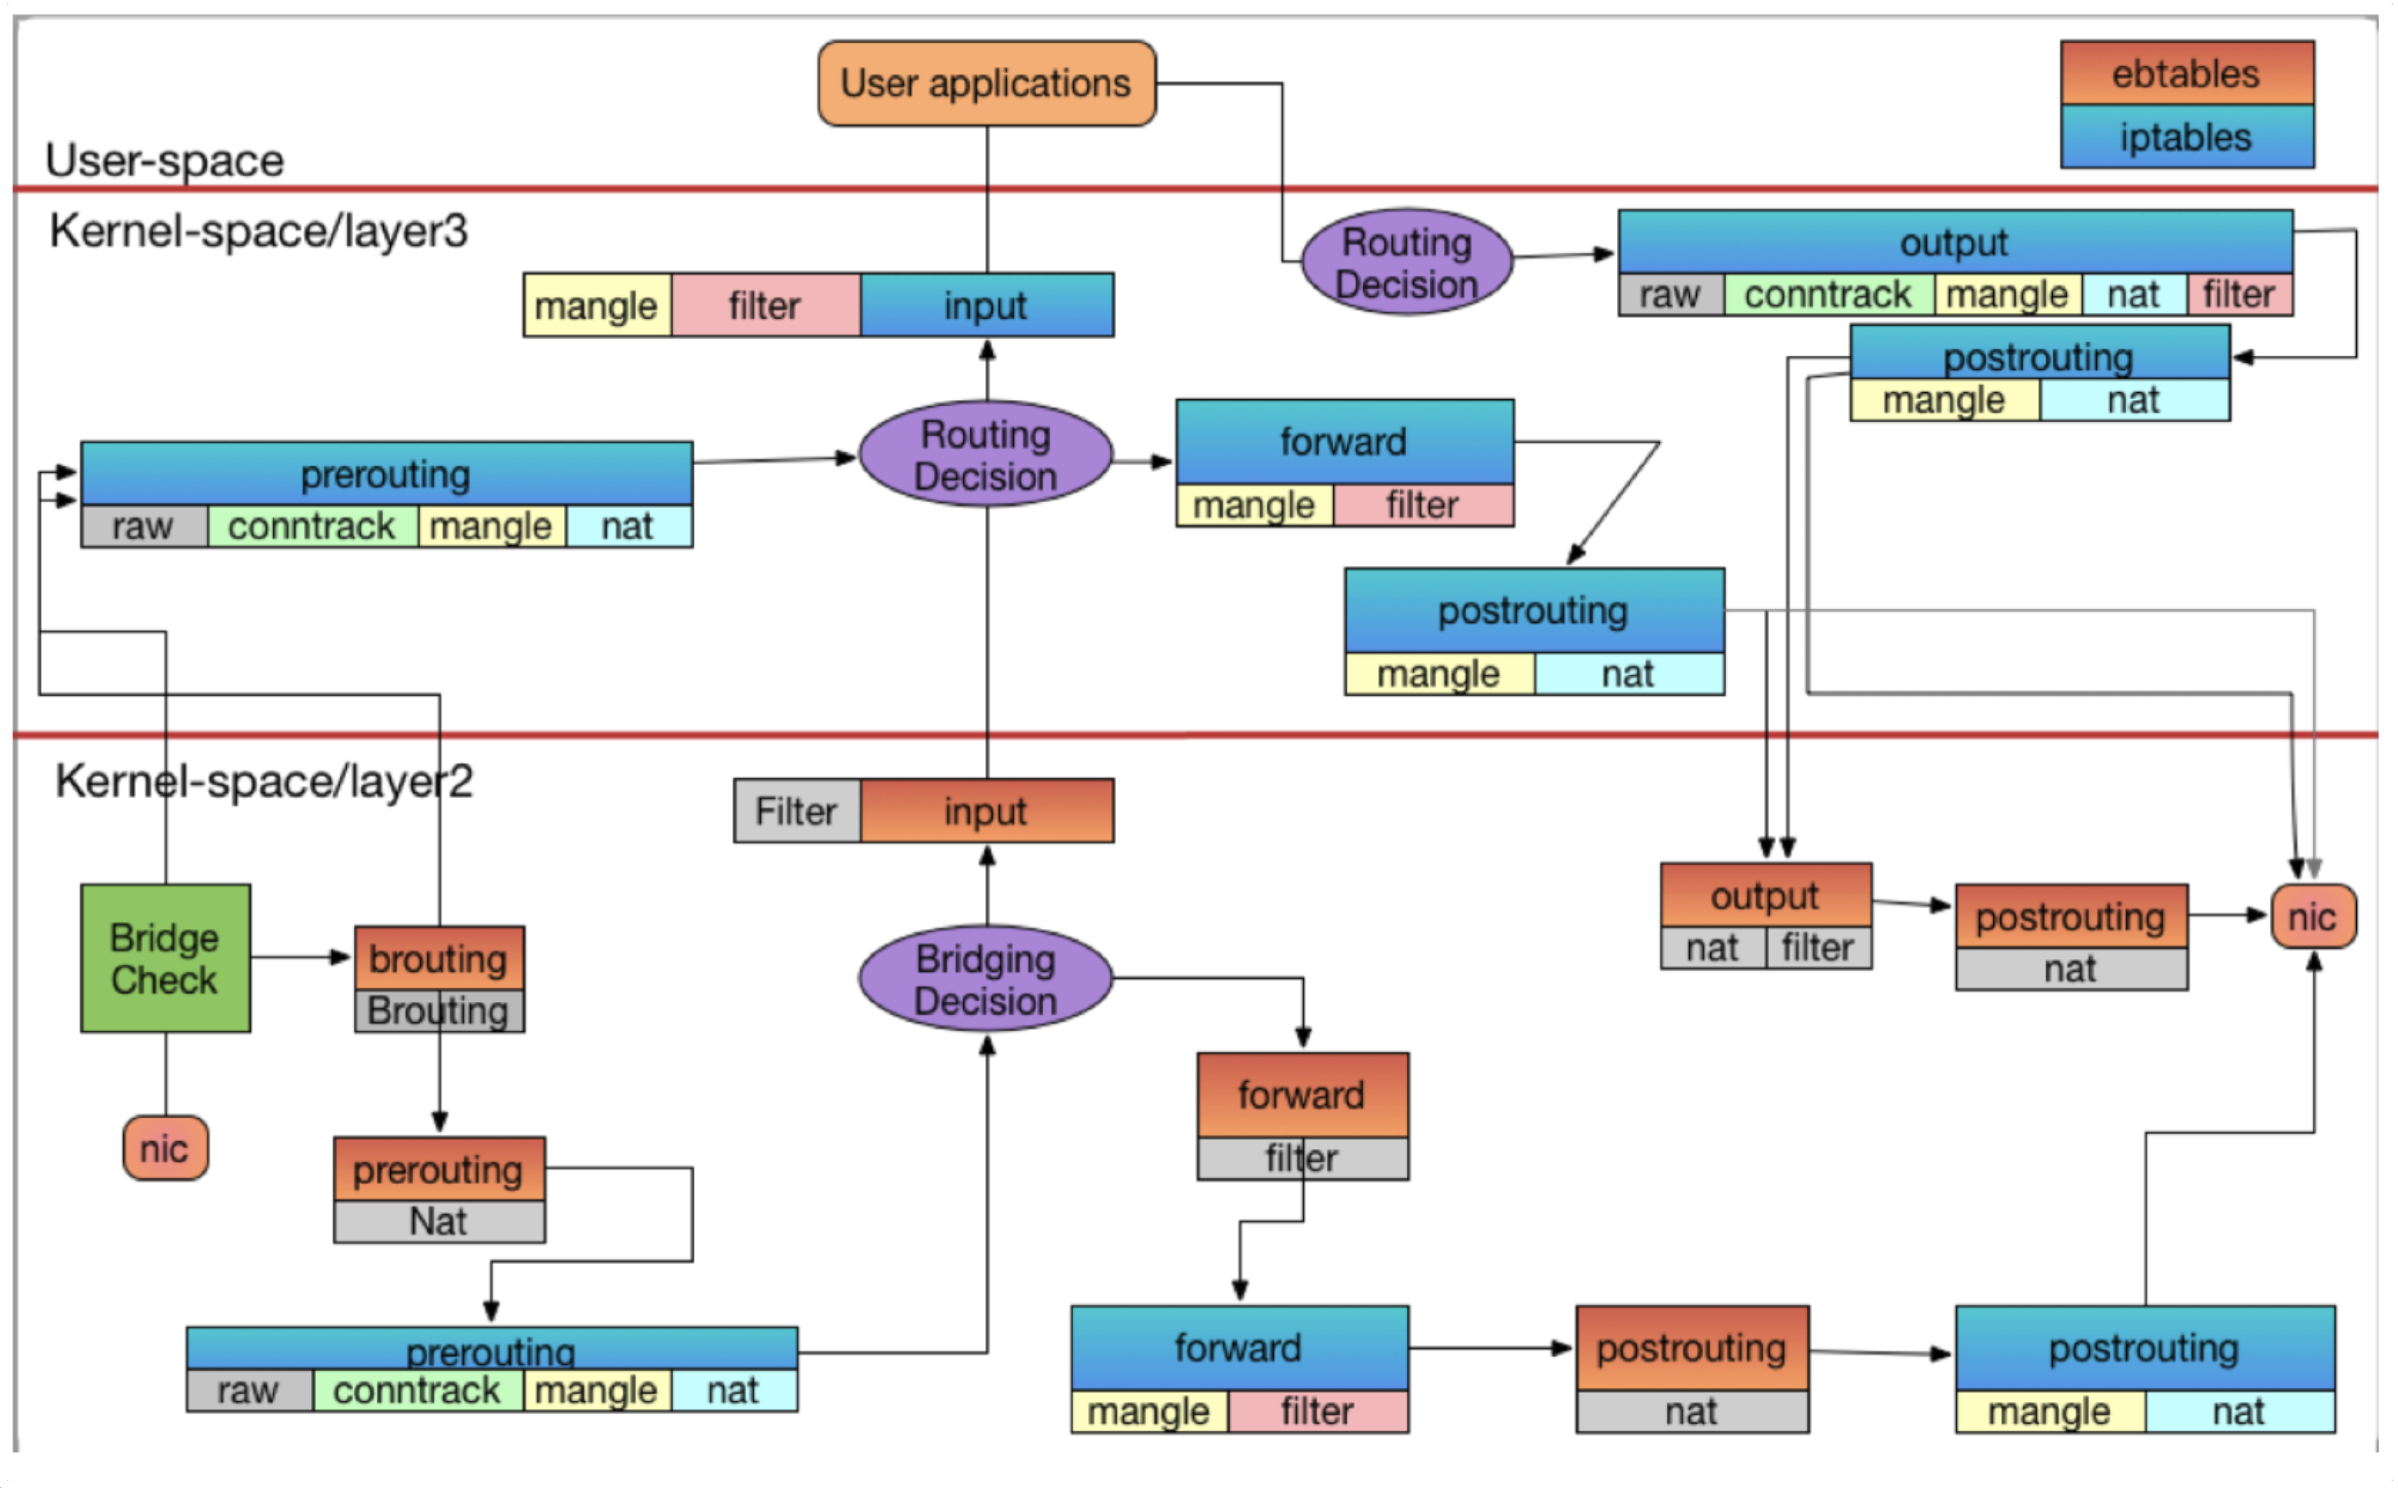 User applications
ebtables
iptables
User-space
Kernel-space/layer3
Routing
Decision
output
raw conntrack mangle nat filter
mangle filter input
postrouting
mangle nat
Routing
Decision
forward
mangle filter
prerouting
raw conntrack mangle nat
postrouting
mangle nat
Kernel-space/layer2
Filter input
Bridge
Check
brouting
Brouting
Bridging
Decision
output
nat filter
postrouting
nat
nic
forward
filter
nic
prerouting
Nat
prerouting
raw conntrack mangle nat
forward
mangle filter
postrouting
nat
postrouting
mangle nat